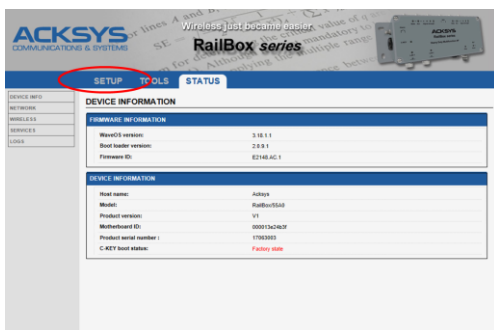 ACKSYS
COMMUNICATIONS & SYSTEMS
Wireless just became easier
RailBox series
ACKSYS
SETUP TOOLS STATUS
DEVICE INFO
NETWORK
WIRELESS
SERVICES
LOGS
DEVICE INFORMATION
FIRMWARE INFORMATION
WaveOS version: 3.18.1.1
Boot loader version: 2.0.9.1
Firmware ID: E2148.AC.1
DEVICE INFORMATION
Host name: Acksys
Model: RailBox/55A0
Product version: V1
Motherboard ID: 000013e24b3f
Product serial number : 17063003
C-KEY boot status: Factory state